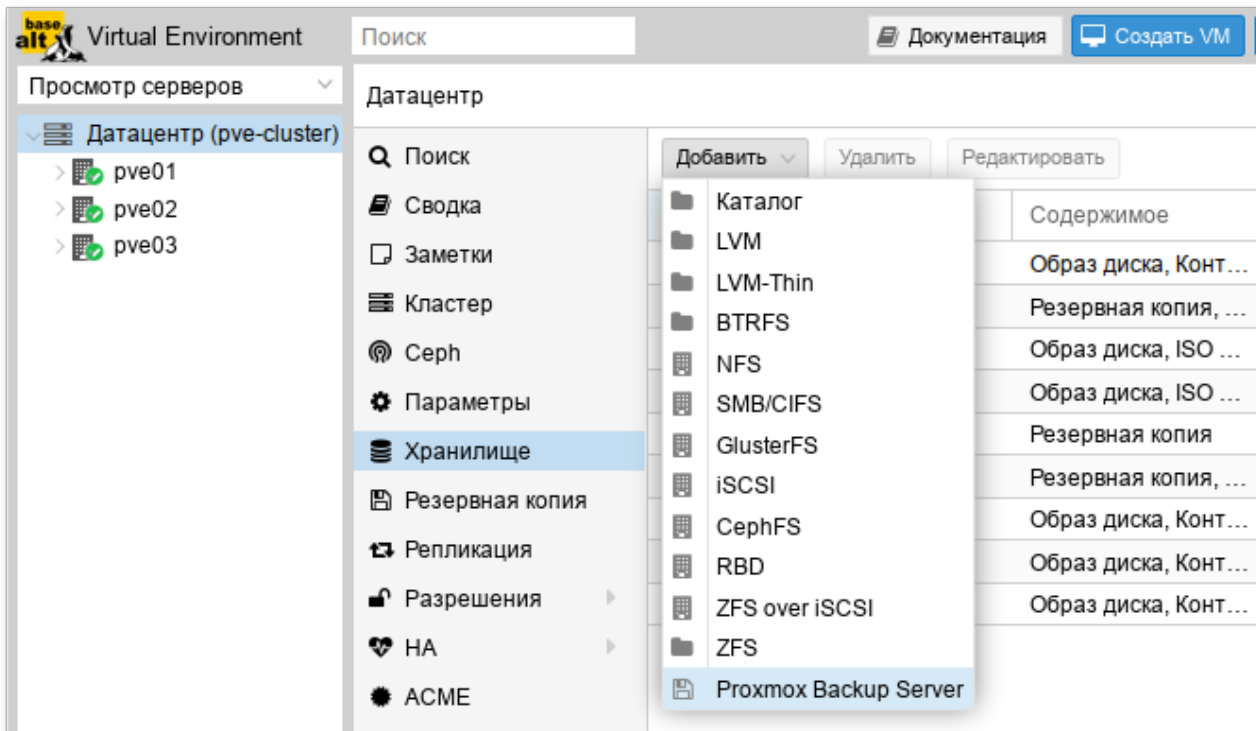 base
alt Virtual Environment
Поиск
Документация
Создать VM
Просмотр серверов
Датацентр (pve-cluster)
pve01
pve02
pve03
Датацентр
Поиск
Сводка
Заметки
Кластер
Ceph
Параметры
Хранилище
Резервная копия
Репликация
Разрешения
HA
ACME
Добавить
Удалить
Редактировать
Каталог
LVM
LVM-Thin
BTRFS
NFS
SMB/CIFS
GlusterFS
iSCSI
CephFS
RBD
ZFS over iSCSI
ZFS
Proxmox Backup Server
Содержимое
Образ диска, Конт…
Резервная копия, …
Образ диска, ISO …
Образ диска, ISO …
Резервная копия
Резервная копия, …
Образ диска, Конт…
Образ диска, Конт…
Образ диска, Конт…